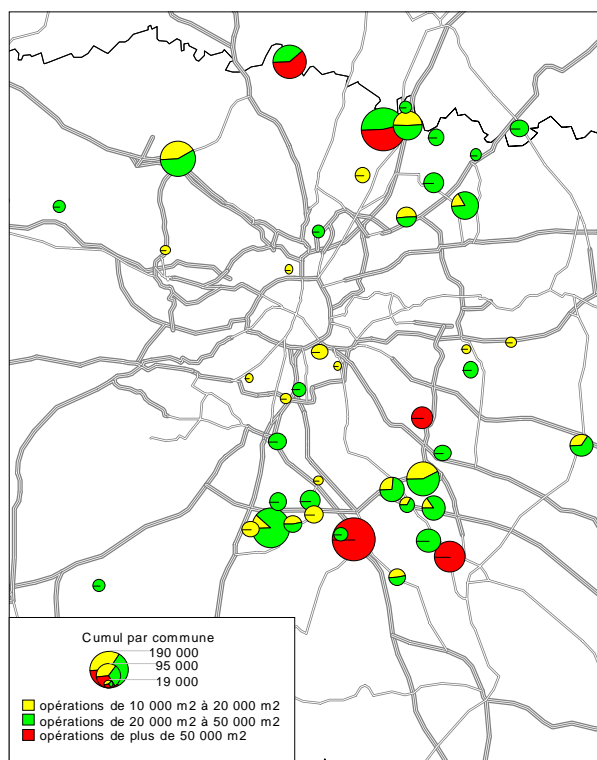 Cumul par commune
190 000
95 000
19 000
opérations de 10 000 m2 à 20 000 m2
opérations de 20 000 m2 à 50 000 m2
opérations de plus de 50 000 m2